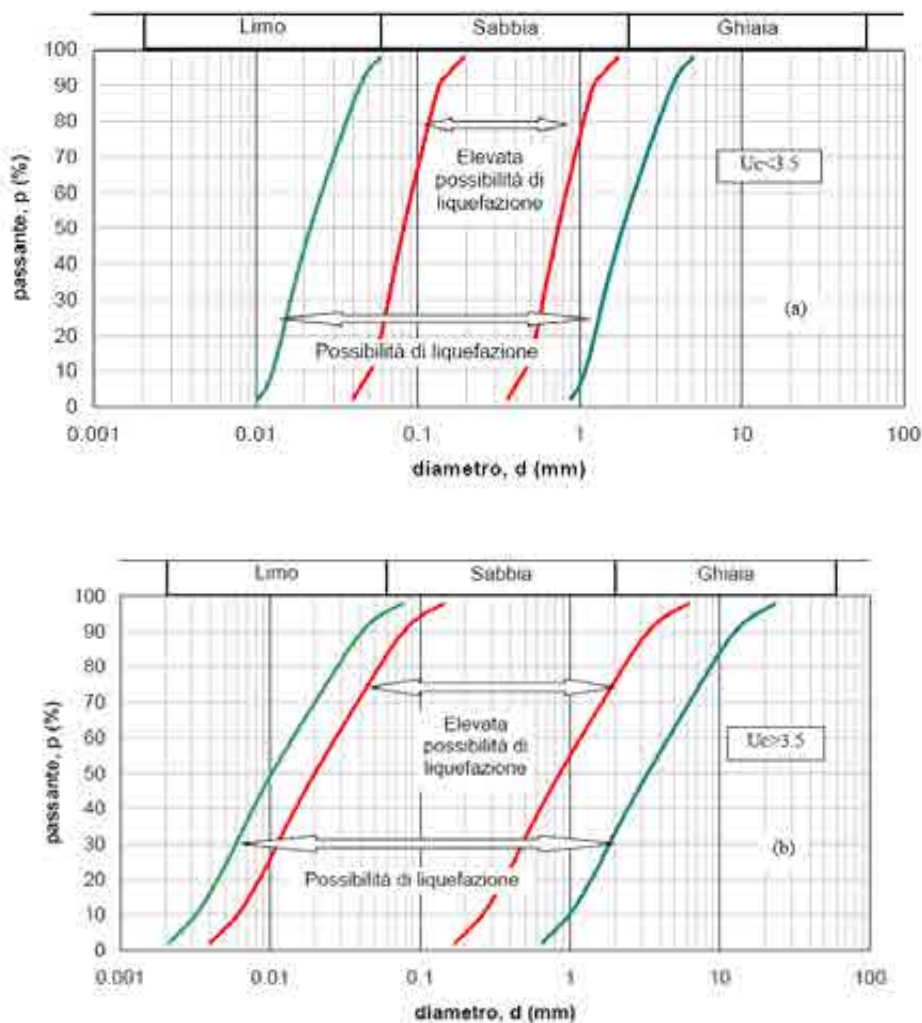 Limo Sabbia Ghiaia
100
90
80
70
60
50
40
30
20
10
0
passante, p (%)
Elevata
possibilità di
liquefazione
Uc<3.5
(a)
Possibilità di liquefazione
0.001 0.01 0.1 1 10 100
diametro, d (mm)
Limo Sabbia Ghiaia
100
90
80
70
60
50
40
30
20
10
0
passante, p (%)
Elevata
possibilità di
liquefazione
Uc>3.5
(b)
Possibilità di liquefazione
0.001 0.01 0.1 1 10 100
diametro, d (mm)